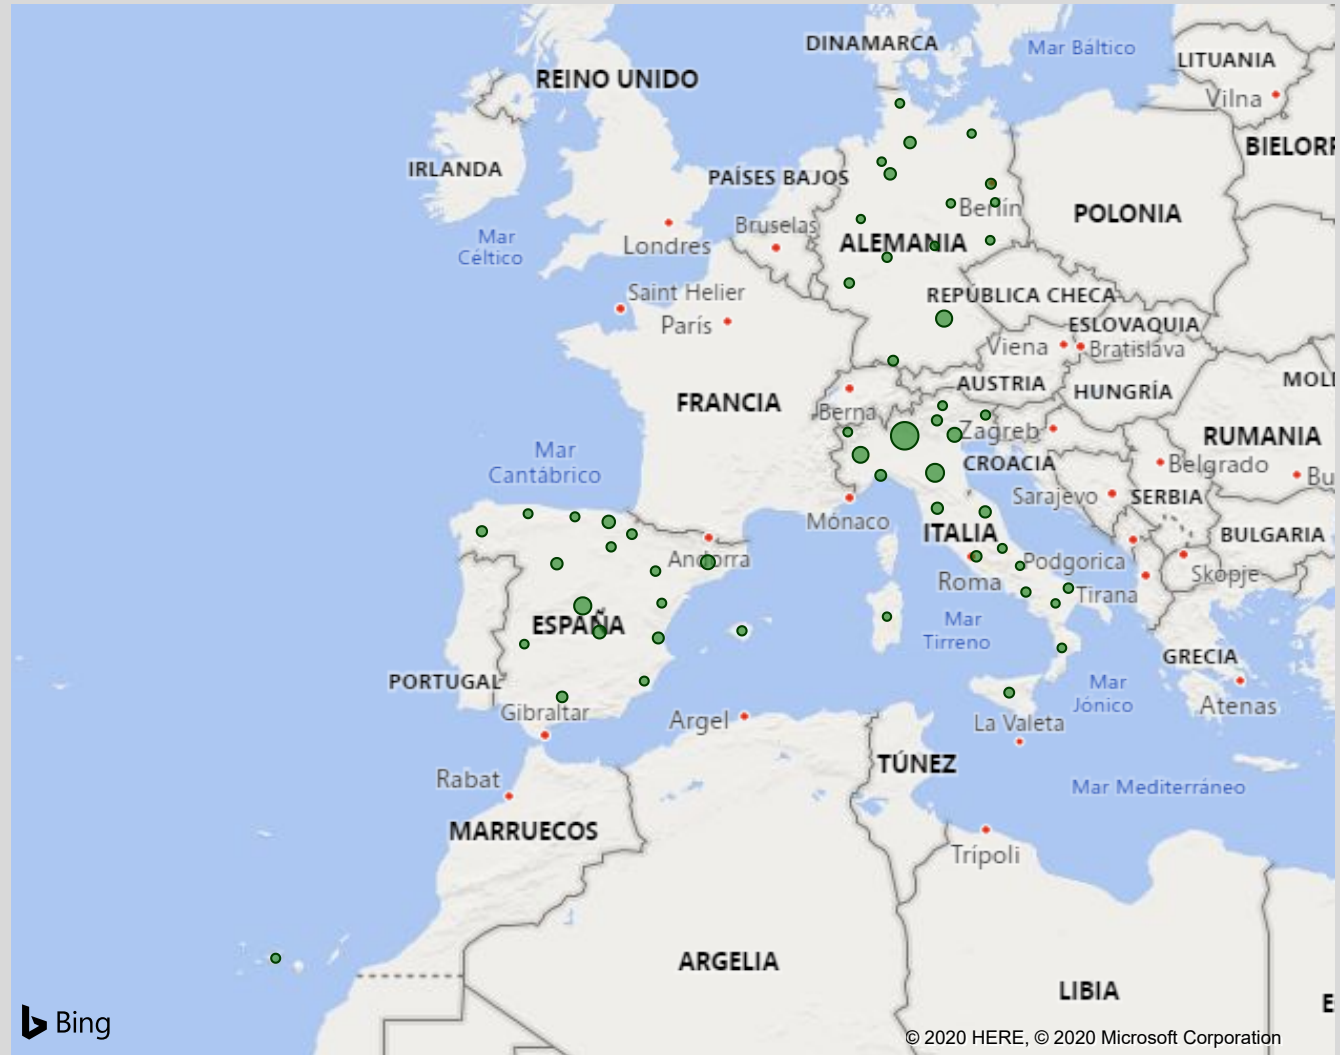 DINAMARCA
Mar Báltico
LITUANIA
REINO UNIDO
Vilna
BIELORR
IRLANDA
PAÍSES BAJOS
Berlín
POLONIA
Mar
Céltico
Londres
Bruselas
ALEMANIA
Saint Helier
REPÚBLICA CHECA
París
ESLOVAQUIA
Viena
Bratislava
AUSTRIA
HUNGRÍA
MOL
FRANCIA
Berna
Zagreb
RUMANIA
Mar
Cantábrico
CROACIA
Belgrado
Bu
Sarajevo
SERBIA
Mónaco
ITALIA
BULGARIA
Andorra
Podgorica
Skopje
Roma
Tirana
ESPAÑA
Mar
Tirreno
GRECIA
PORTUGAL
Mar
Jónico
Atenas
Gibraltar
Argel
La Valeta
TÚNEZ
Rabat
Mar Mediterráneo
MARRUECOS
Trípoli
ARGELIA
LIBIA
E
Bing
© 2020 HERE, © 2020 Microsoft Corporation